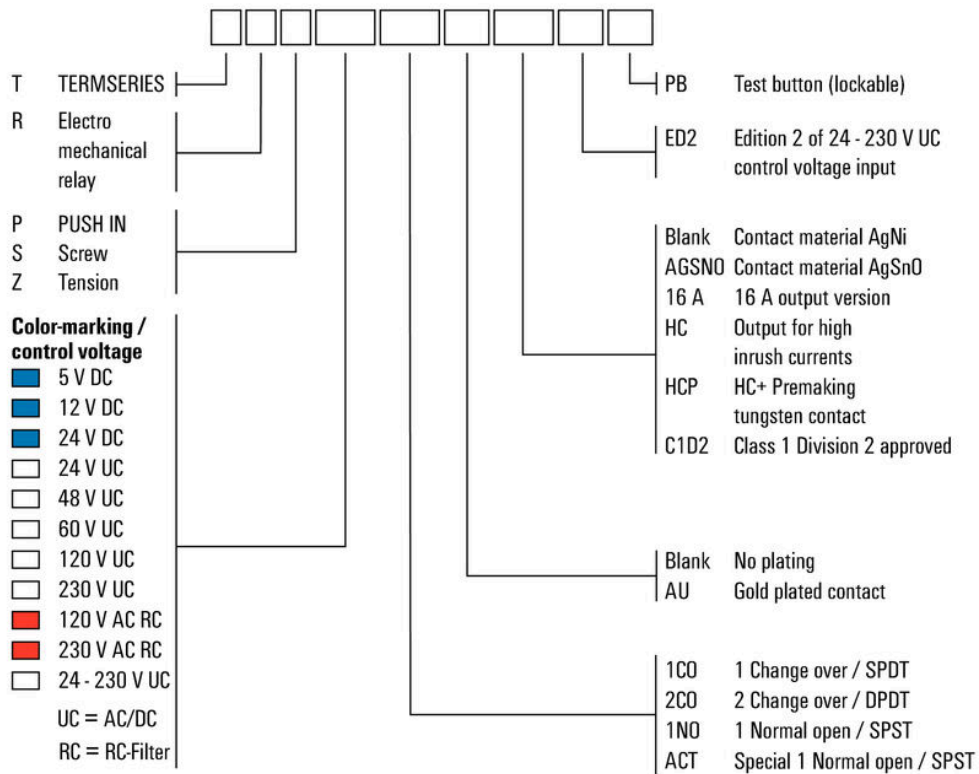 T TERMSERIES
R Electro
mechanical
relay
P PUSH IN
S Screw
Z Tension
Color-marking /
control voltage
5 V DC
12 V DC
24 V DC
24 V UC
48 V UC
60 V UC
120 V UC
230 V UC
120 V AC RC
230 V AC RC
24 - 230 V UC
UC = AC/DC
RC = RC-Filter
PB Test button (lockable)
ED2 Edition 2 of 24 - 230 V UC
control voltage input
Blank Contact material AgNi
AGSNO Contact material AgSnO
16 A 16 A output version
HC Output for high
inrush currents
HCP HC+ Premaking
tungsten contact
C1D2 Class 1 Division 2 approved
Blank No plating
AU Gold plated contact
1CO 1 Change over / SPDT
2CO 2 Change over / DPDT
1NO 1 Normal open / SPST
ACT Special 1 Normal open / SPST